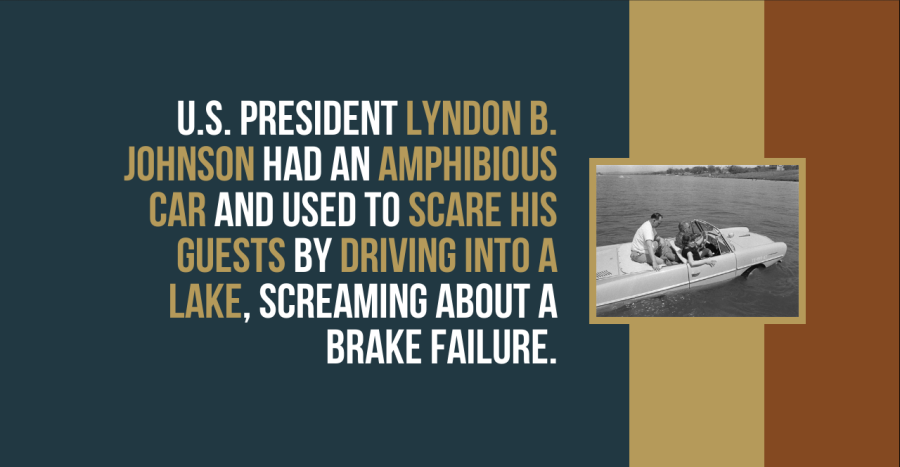 U.S. PRESIDENT LYNDON B.
JOHNSON HAD AN AMPHIBIOUS
CAR AND USED TO SCARE HIS
GUESTS BY DRIVING INTO A
LAKE, SCREAMING ABOUT A
BRAKE FAILURE.